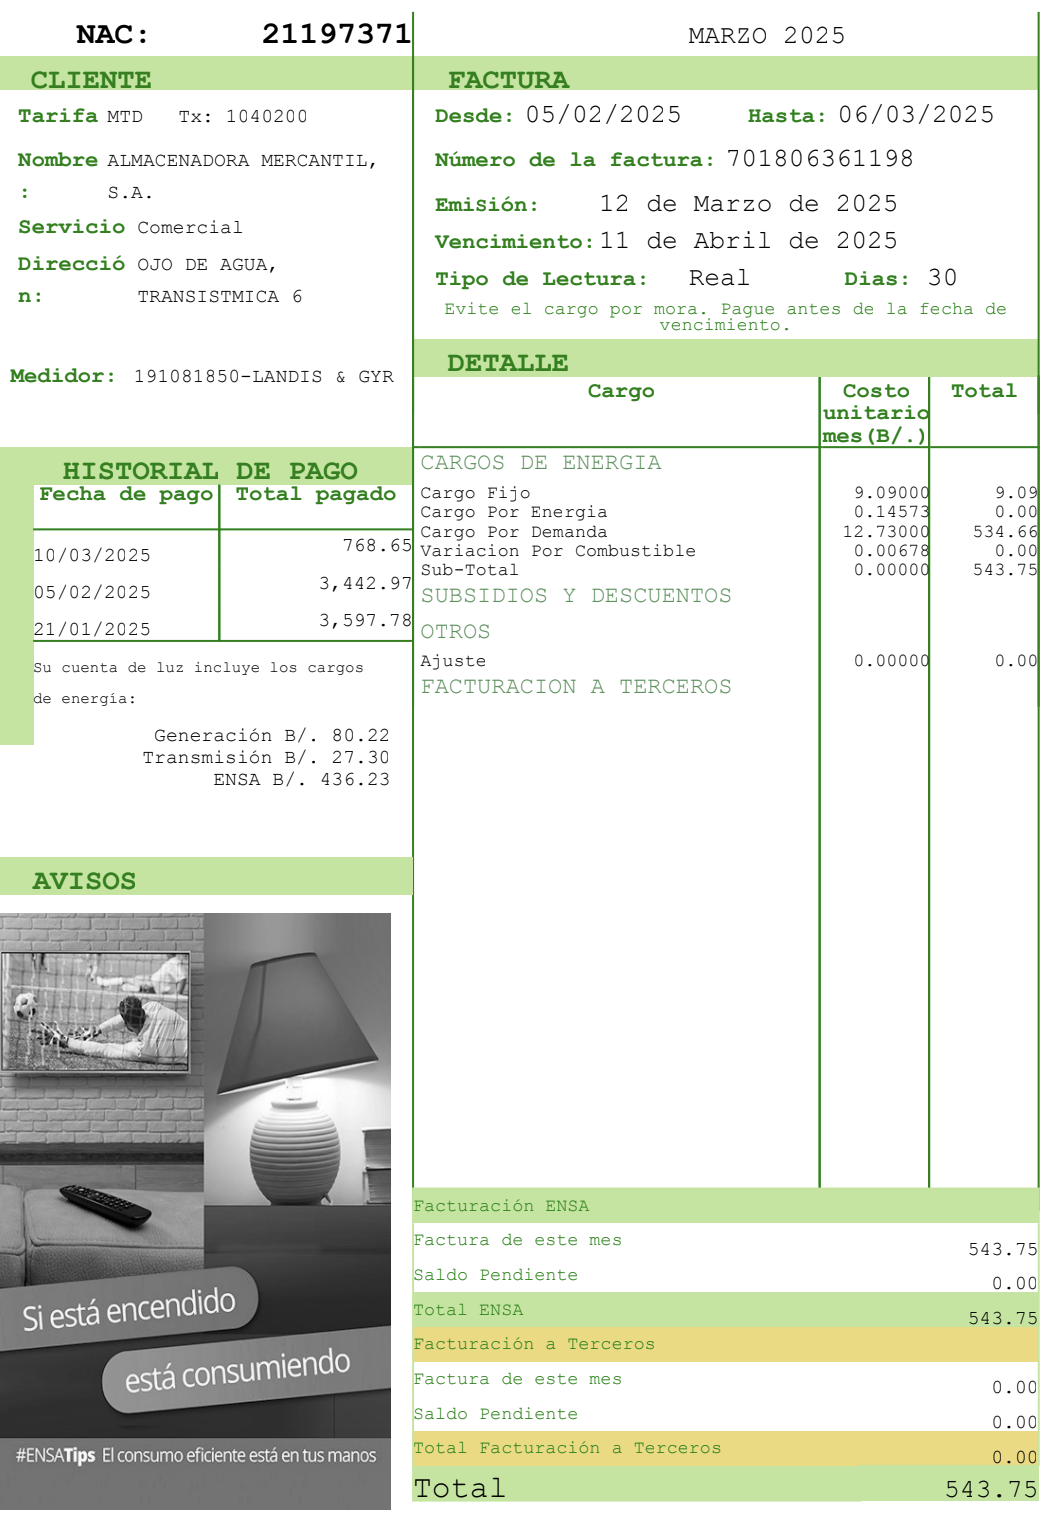 NAC: 21197371
MARZO 2025
CLIENTE
Tarifa MTD Tx: 1040200
Nombre ALMACENADORA MERCANTIL,
: S.A.
Servicio Comercial
Direcció OJO DE AGUA,
n: TRANSISTMICA 6
Medidor: 191081850-LANDIS & GYR
FACTURA
Desde: 05/02/2025 Hasta: 06/03/2025
Número de la factura: 701806361198
Emisión: 12 de Marzo de 2025
Vencimiento: 11 de Abril de 2025
Tipo de Lectura: Real Dias: 30
Evite el cargo por mora. Pague antes de la fecha de
vencimiento.
HISTORIAL DE PAGO
Fecha de pago Total pagado
10/03/2025 768.65
05/02/2025 3,442.97
21/01/2025 3,597.78
Su cuenta de luz incluye los cargos
de energía:
Generación B/. 80.22
Transmisión B/. 27.30
ENSA B/. 436.23
DETALLE
Cargo Costo Total
unitario
mes(B/.)
CARGOS DE ENERGIA
Cargo Fijo 9.09000 9.09
Cargo Por Energia 0.14573 0.00
Cargo Por Demanda 12.73000 534.66
Variacion Por Combustible 0.00678 0.00
Sub-Total 0.00000 543.75
SUBSIDIOS Y DESCUENTOS
OTROS
Ajuste 0.00000 0.00
FACTURACION A TERCEROS
AVISOS
Si está encendido
está consumiendo
#ENSATips El consumo eficiente está en tus manos
Facturación ENSA
Factura de este mes 543.75
Saldo Pendiente 0.00
Total ENSA 543.75
Facturación a Terceros
Factura de este mes 0.00
Saldo Pendiente 0.00
Total Facturación a Terceros 0.00
Total 543.75